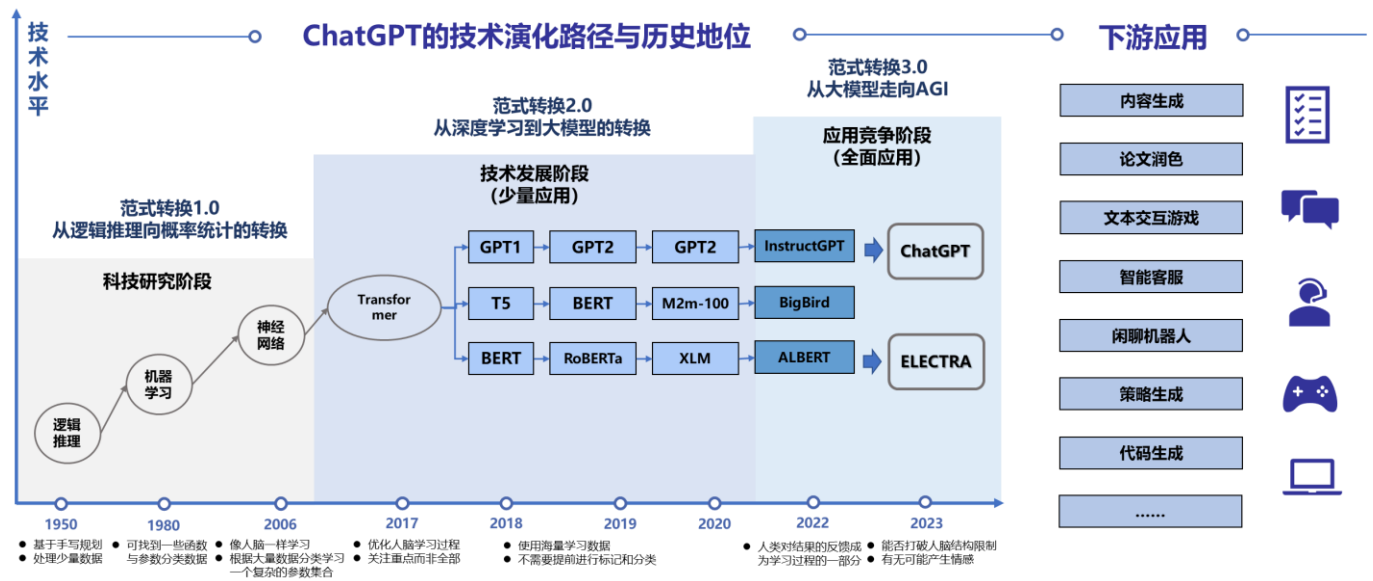 技
术
水
平
ChatGPT的技术演化路径与历史地位
下游应用
范式转换1.0
从逻辑推理向概率统计的转换
范式转换2.0
从深度学习到大模型的转换
范式转换3.0
从大模型走向AGI
科技研究阶段
技术发展阶段
（少量应用）
应用竞争阶段
（全面应用）
逻辑
推理
机器
学习
神经
网络
Transfo
rmer
GPT1
GPT2
GPT2
InstructGPT
ChatGPT
T5
BERT
M2m-100
BigBird
BERT
RoBERTa
XLM
ALBERT
ELECTRA
1950
1980
2006
2017
2018
2019
2020
2022
2023
● 基于手写规划
● 处理少量数据
● 可找到一些函数
与参数分类数据
● 像人脑一样学习
● 根据大量数据分类学习
一个复杂的参数集合
● 优化人脑学习过程
● 关注重点而非全部
● 使用海量学习数据
● 不需要提前进行标记和分类
● 人类对结果的反馈成
为学习过程的一部分
● 能否打破人脑结构限制
● 有无可能产生情感
内容生成
论文润色
文本交互游戏
智能客服
闲聊机器人
策略生成
代码生成
……